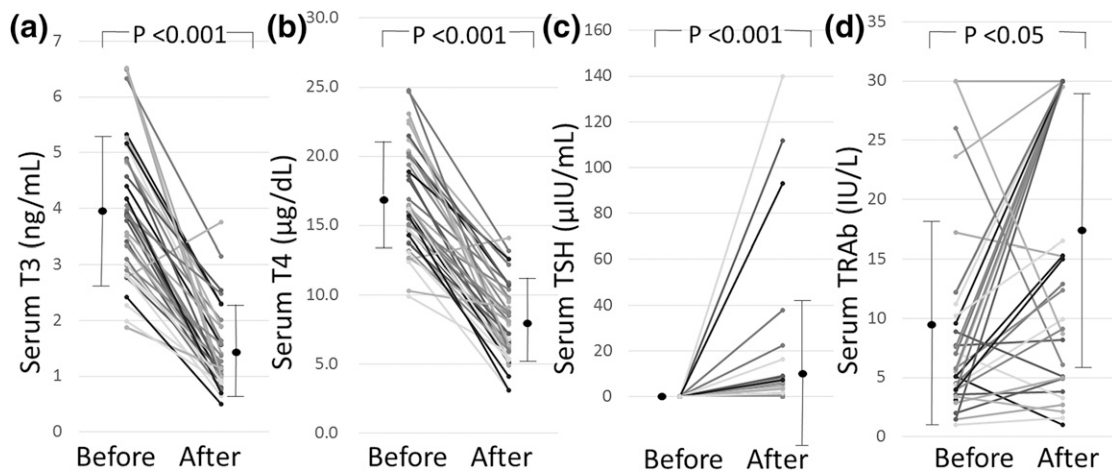 (a)
P <0.001
7
6
5
4
3
2
1
0
Serum T3 (ng/mL)
Before After
(b)
P <0.001
30.0
25.0
20.0
15.0
10.0
5.0
0.0
Serum T4 (µg/dL)
Before After
(c)
P <0.001
160
140
120
100
80
60
40
20
0
Serum TSH (µIU/mL)
Before After
(d)
P <0.05
35
30
25
20
15
10
5
0
Serum TRAb (IU/L)
Before After